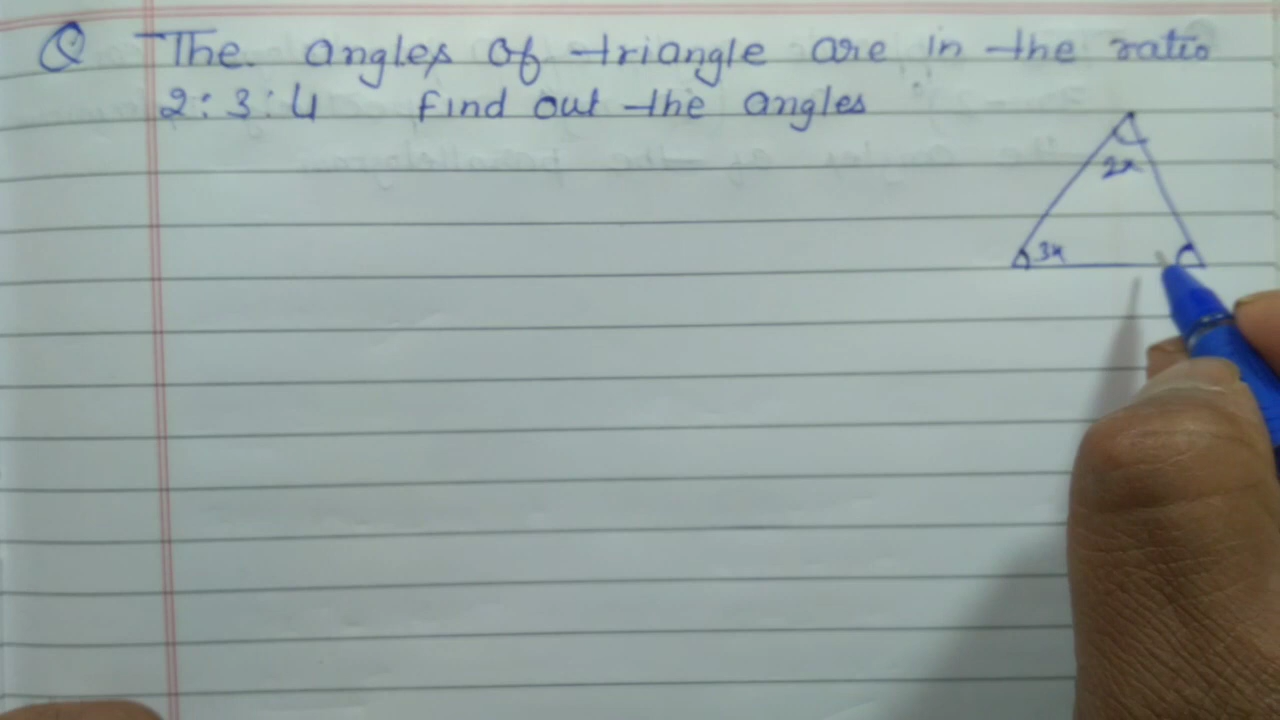 Q The angles of triangle are in the ratio
2:3:4 find out the angles
2x
3x